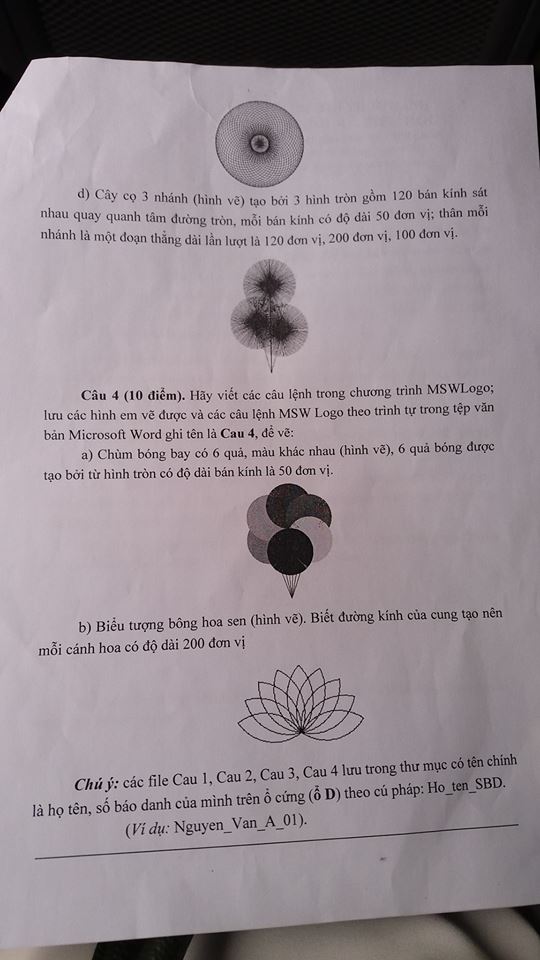 d) Cây cọ 3 nhánh (hình vẽ) tạo bởi 3 hình tròn gồm 120 bán kính sát
nhau quay quanh tâm đường tròn, mỗi bán kính có độ dài 50 đơn vị; thân mỗi
nhánh là một đoạn thẳng dài lần lượt là 120 đơn vị, 200 đơn vị, 100 đơn vị.
Câu 4 (10 điểm). Hãy viết các câu lệnh trong chương trình MSWLogo;
lưu các hình em vẽ được và các câu lệnh MSW Logo theo trình tự trong tệp văn
bản Microsoft Word ghi tên là Cau 4, để vẽ:
a) Chùm bóng bay có 6 quả, màu khác nhau (hình vẽ), 6 quả bóng được
tạo bởi từ hình tròn có độ dài bán kính là 50 đơn vị.
b) Biểu tượng bông hoa sen (hình vẽ). Biết đường kính của cung tạo nên
mỗi cánh hoa có độ dài 200 đơn vị
Chú ý: các file Cau 1, Cau 2, Cau 3, Cau 4 lưu trong thư mục có tên chính
là họ tên, số báo danh của mình trên ổ cứng (ổ D) theo cú pháp: Ho_ten_SBD.
(Ví dụ: Nguyen_Van_A_01).